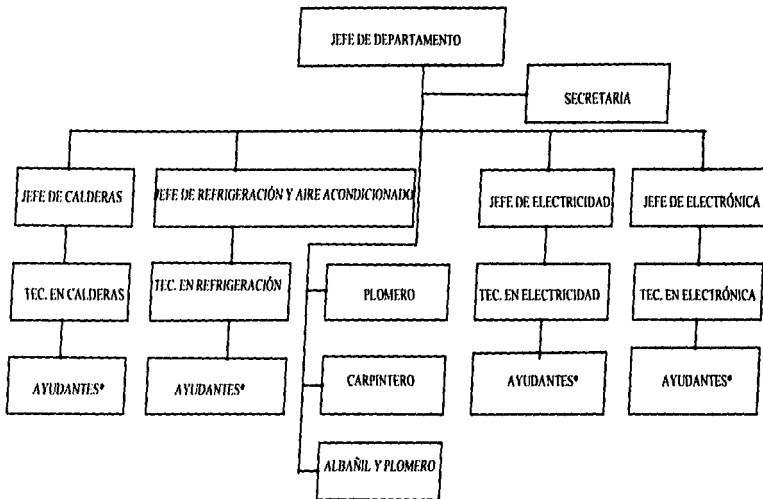 JEFE DE DEPARTAMENTO
SECRETARIA
JEFE DE CALDERAS
JEFE DE REFRIGERACIÓN Y AIRE ACONDICIONADO
JEFE DE ELECTRICIDAD
JEFE DE ELECTRÓNICA
TEC. EN CALDERAS
TEC. EN REFRIGERACIÓN
PLOMERO
TEC. EN ELECTRICIDAD
TEC. EN ELECTRÓNICA
AYUDANTES*
AYUDANTES*
CARPINTERO
AYUDANTES*
AYUDANTES*
ALBAÑIL Y PLOMERO